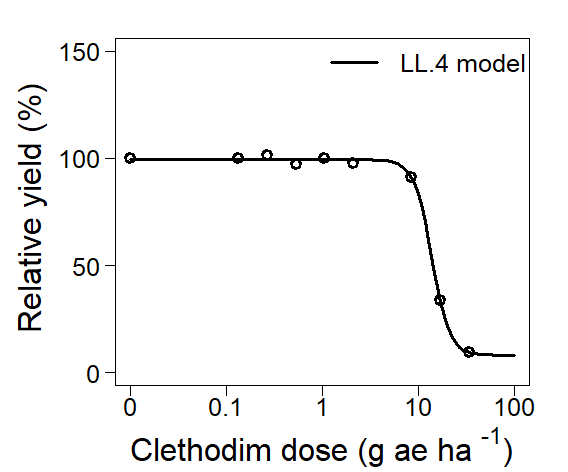 LL.4 model
Relative yield (%)
150
100
50
0
0 0.1 1 10 100
Clethodim dose (g ae ha -1)